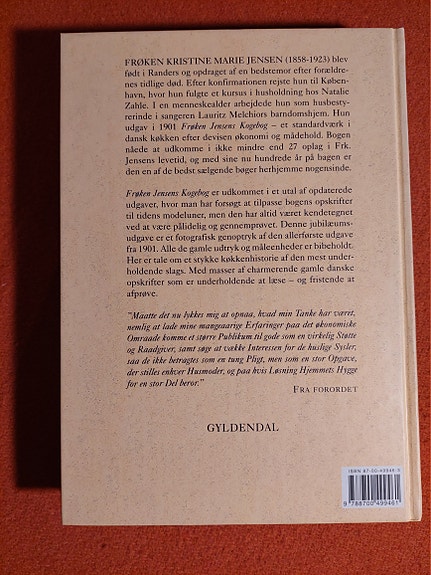 FRØKEN KRISTINE MARIE JENSEN (1858-1923) blev
født i Randers og opdraget af en bedstemor efter forældre-
nes tidlige død. Efter konfirmationen rejste hun til Køben-
havn, hvor hun fulgte et kursus i husholdning hos Natalie
Zahle. I en menneskealder arbejdede hun som husbesty-
rerinde i sangeren Lauritz Melchiors barndomshjem. Hun
udgav i 1901 Frøken Jensens Kogebog – et standardværk i
dansk køkken efter devisen økonomi og mådehold. Bogen
nåede at udkomme i ikke mindre end 27 oplag i Frk.
Jensens levetid, og med sine nu hundrede år på bagen er
den en af de bedst sælgende bøger herhjemme nogensinde.
Frøken Jensens Kogebog er udkommet i et utal af opdaterede
udgaver, hvor man har forsøgt at tilpasse bogens opskrifter
til tidens modeluner, men den har altid været kendetegnet
ved at være pålidelig og gennemprøvet. Denne jubilæums-
udgave er et fotografisk genoptryk af den allerførste udgave
fra 1901. Alle de gamle udtryk og måleenheder er bibeholdt.
Her er tale om et stykke køkkenhistorie af den mest under-
holdende slags. Med masser af charmerende gamle danske
opskrifter som er underholdende at læse – og fristende at
afprøve.
"Maatte det nu lykkes mig at opnaa, hvad min Tanke har været,
nemlig at lade mine mangeaarige Erfaringer paa det økonomiske
Omraade komme et større Publikum til gode som en virkelig Støtte
og Raadgiver, samt søge at vække Interessen for de huslige Sysler,
saa de ikke betragtes som en tung Pligt, men som en stor Opgave,
der stilles enhver Husmoder, og paa hvis Løsning Hjemmets Hygge
for en stor Del beror."
FRA FORORDET
GYLDENDAL
ISBN 87-00-49946-5
9 788700 499461